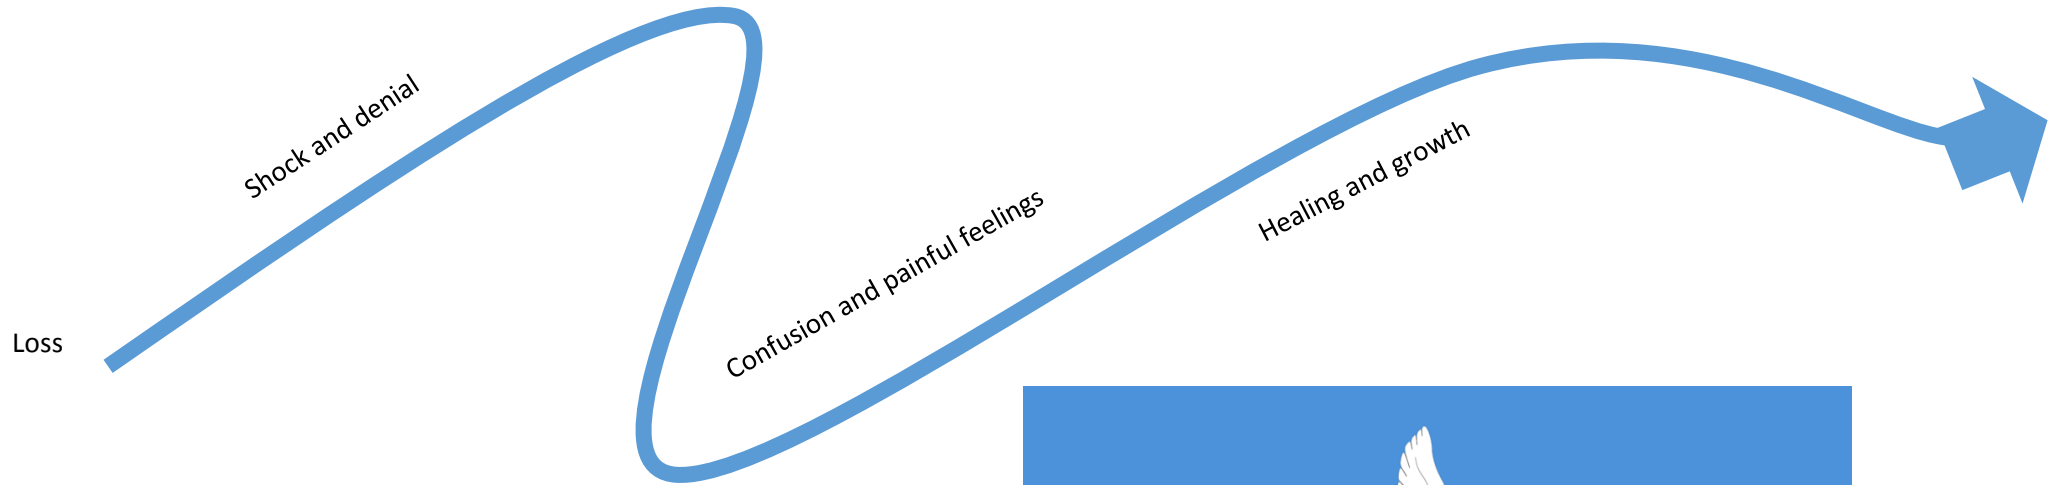 Loss
Shock and denial
Confusion and painful feelings
Healing and growth